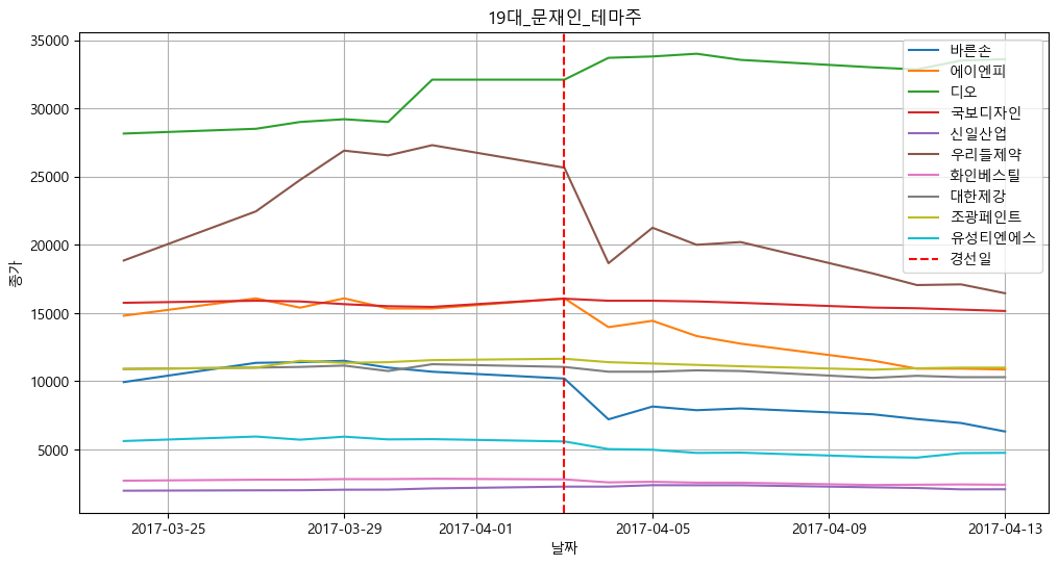 19대_문재인_테마주
종가
35000
30000
25000
20000
15000
10000
5000
바른손
에이엔피
디오
국보디자인
신일산업
우리들제약
화인베스틸
대한제강
조광페인트
유성티엔에스
경선일
2017-03-25
2017-03-29
2017-04-01
2017-04-05
2017-04-09
2017-04-13
날짜